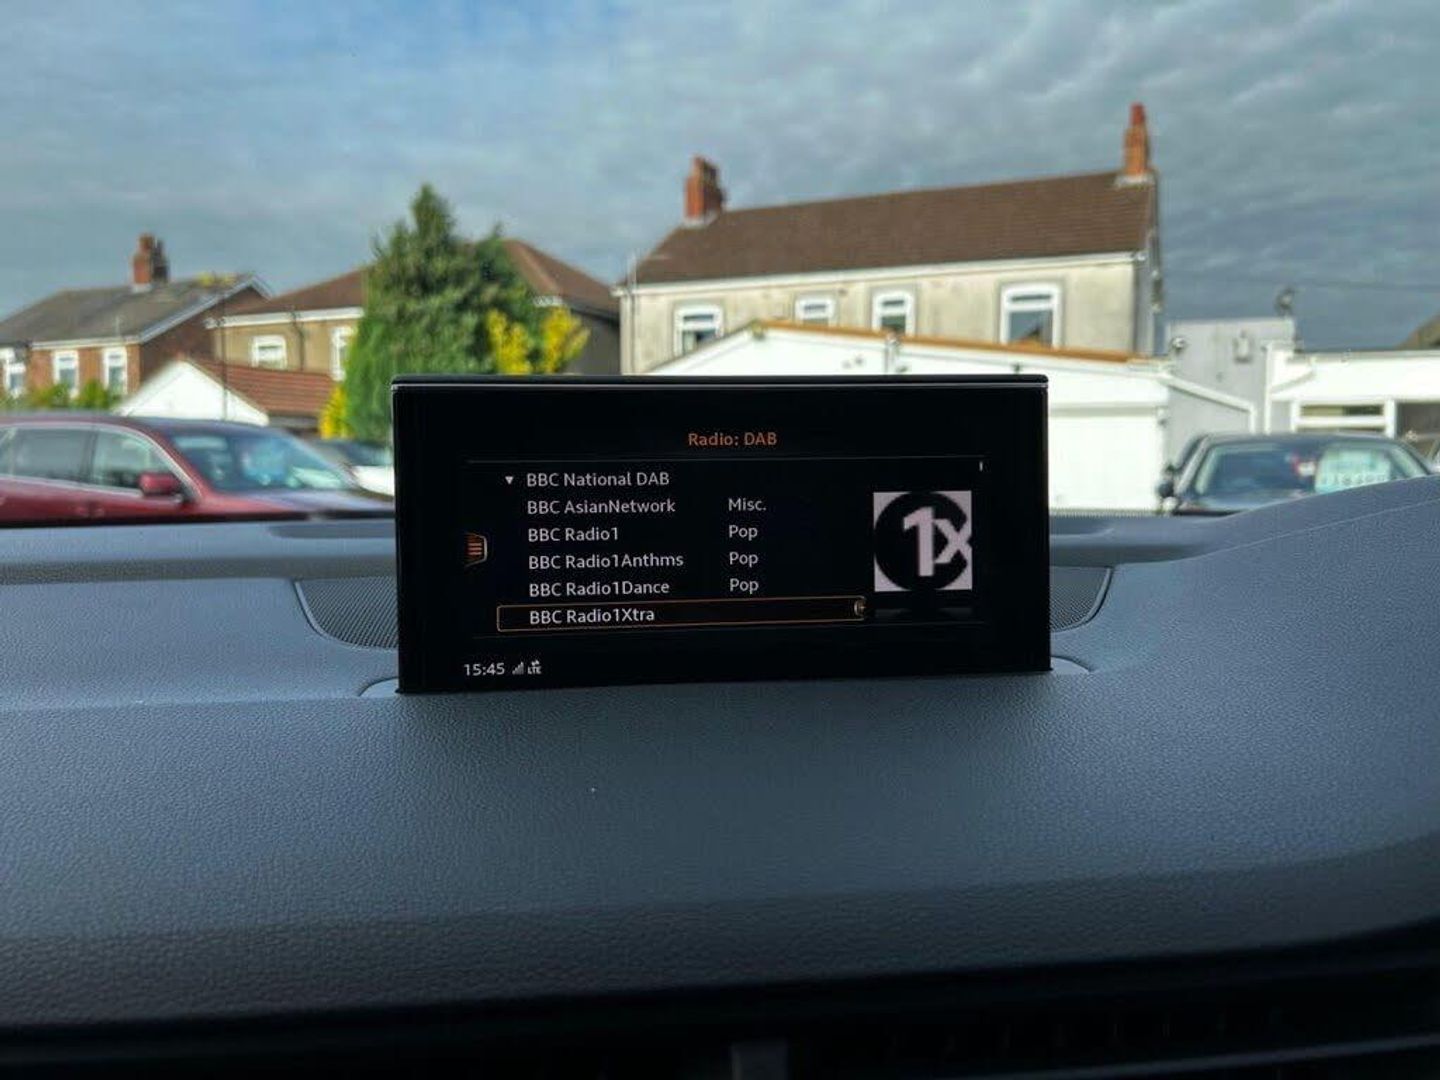 Radio: DAB
▼ BBC National DAB
BBC AsianNetwork Misc.
BBC Radio1 Pop
BBC Radio1Anthms Pop
BBC Radio1Dance Pop
BBC Radio1Xtra
1x
15:45 LTE